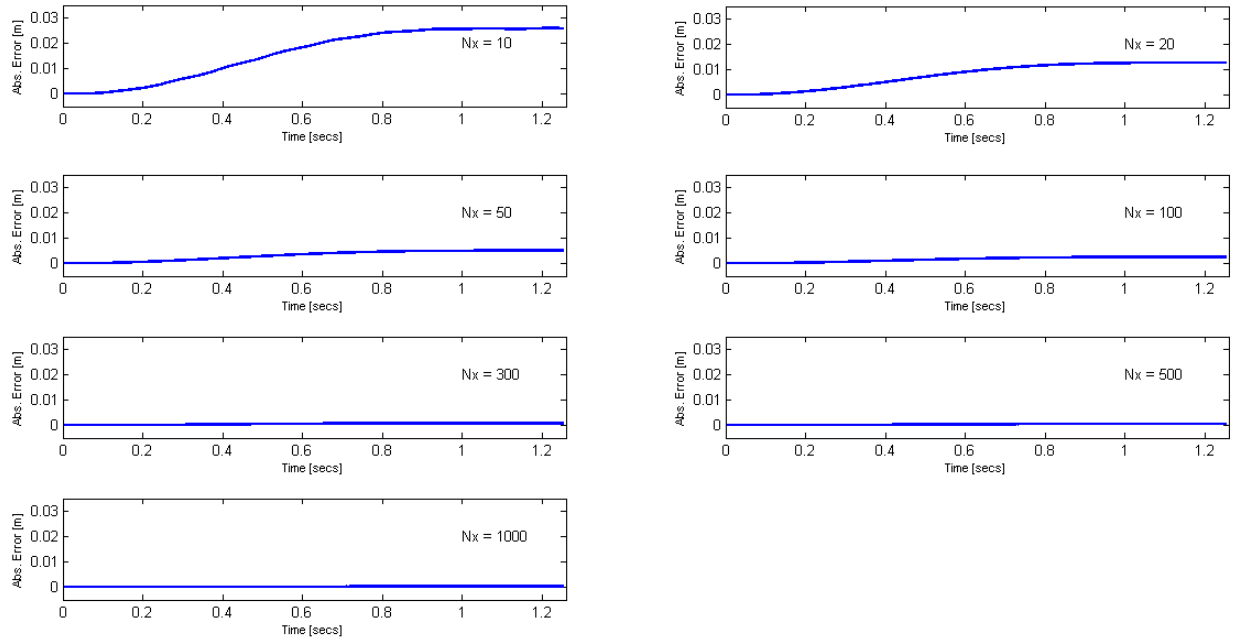 Abs. Error [m]
0.03
0.02
0.01
0
Nx = 10
0 0.2 0.4 0.6 0.8 1 1.2
Time [secs]
Abs. Error [m]
0.03
0.02
0.01
0
Nx = 20
0 0.2 0.4 0.6 0.8 1 1.2
Time [secs]
Abs. Error [m]
0.03
0.02
0.01
0
Nx = 50
0 0.2 0.4 0.6 0.8 1 1.2
Time [secs]
Abs. Error [m]
0.03
0.02
0.01
0
Nx = 100
0 0.2 0.4 0.6 0.8 1 1.2
Time [secs]
Abs. Error [m]
0.03
0.02
0.01
0
Nx = 300
0 0.2 0.4 0.6 0.8 1 1.2
Time [secs]
Abs. Error [m]
0.03
0.02
0.01
0
Nx = 500
0 0.2 0.4 0.6 0.8 1 1.2
Time [secs]
Abs. Error [m]
0.03
0.02
0.01
0
Nx = 1000
0 0.2 0.4 0.6 0.8 1 1.2
Time [secs]